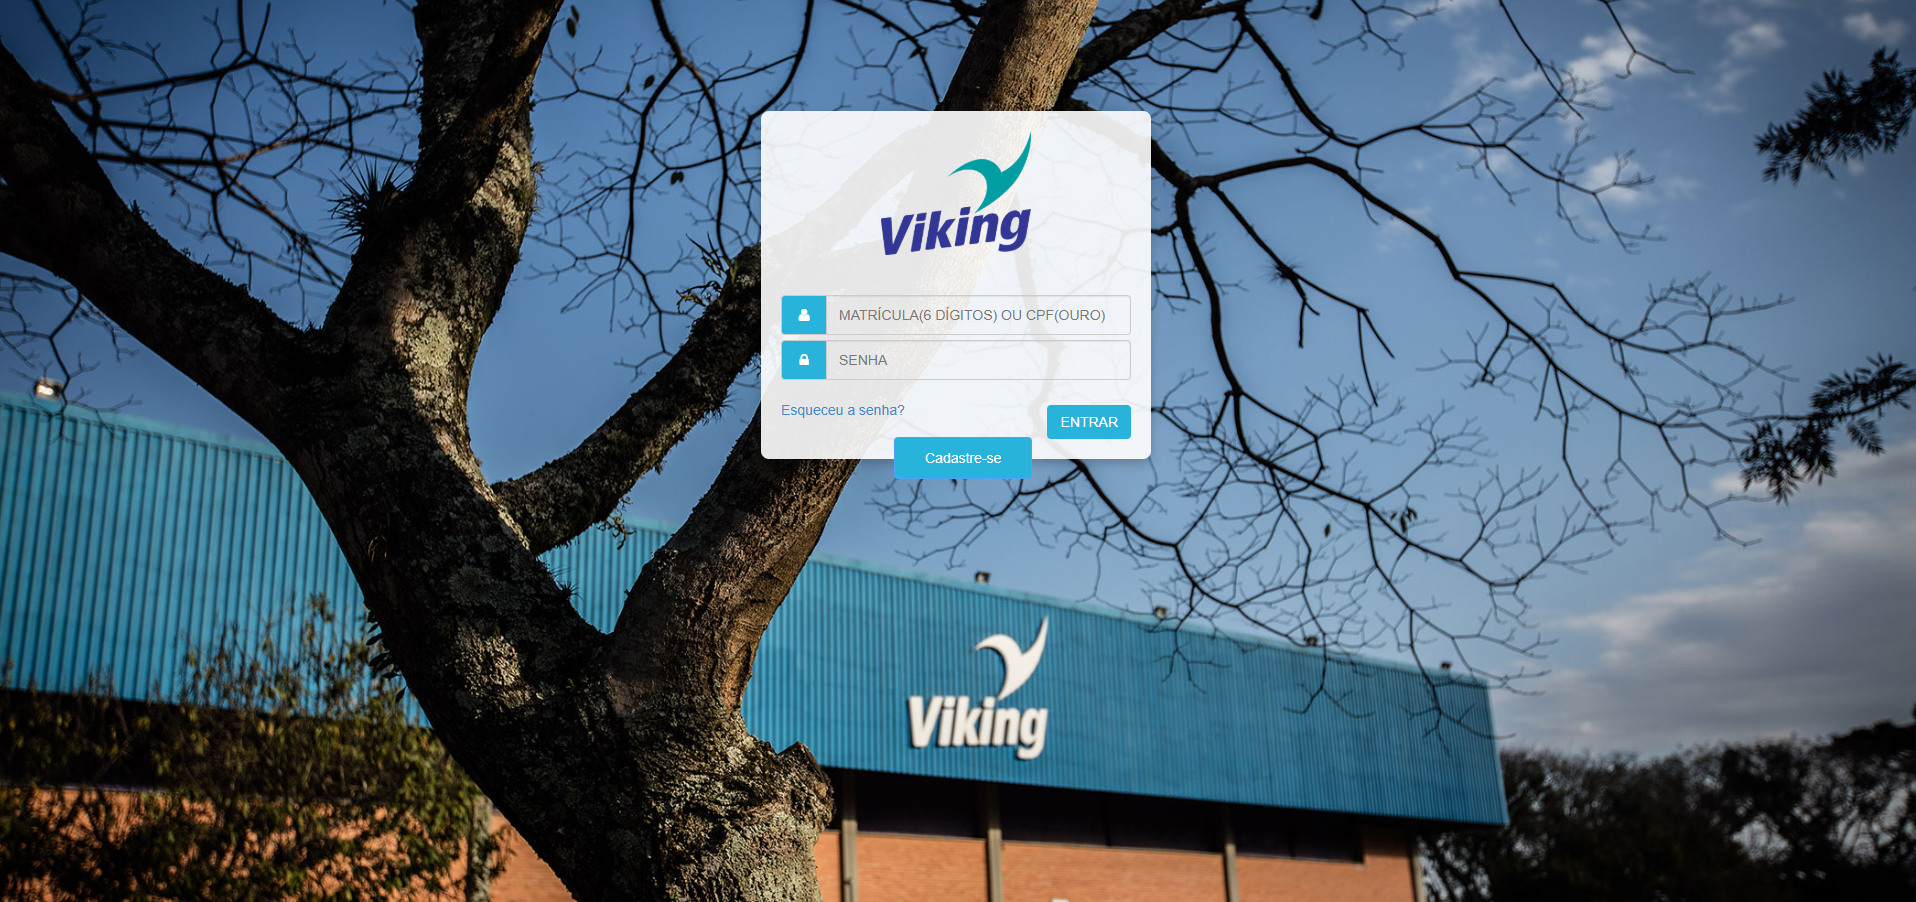 Viking
MATRÍCULA(6 DÍGITOS) OU CPF(OURO)
SENHA
Esqueceu a senha?
ENTRAR
Cadastre-se
Viking